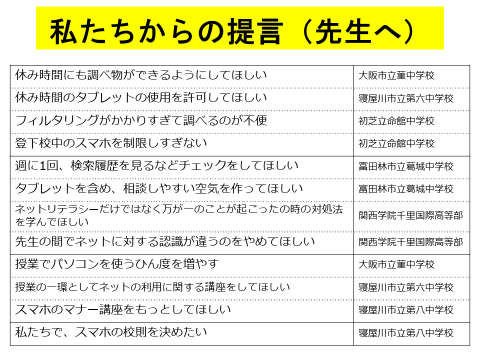 私たちからの提言（先生へ）
休み時間にも調べ物ができるようにしてほしい 大阪市立菫中学校
休み時間のタブレットの使用を許可してほしい 寝屋川市立第六中学校
フィルタリングがかかりすぎて調べるのが不便 初芝立命館中学校
登下校中のスマホを制限しすぎない 初芝立命館中学校
週に1回、検索履歴を見るなどチェックをしてほしい 富田林市立葛城中学校
タブレットを含め、相談しやすい空気を作ってほしい 富田林市立葛城中学校
ネットリテラシーだけではなく万が一のことが起こったの時の対処法
を学んでほしい 関西学院千里国際高等部
先生の間でネットに対する認識が違うのをやめてほしい 関西学院千里国際高等部
授業でパソコンを使うひん度を増やす 大阪市立菫中学校
授業の一環としてネットの利用に関する講座をしてほしい 寝屋川市立第六中学校
スマホのマナー講座をもっとしてほしい 寝屋川市立第八中学校
私たちで、スマホの校則を決めたい 寝屋川市立第八中学校